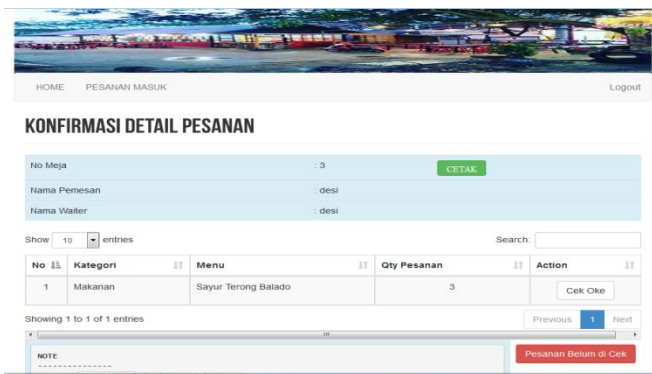 HOME PESANAN MASUK Logout
KONFIRMASI DETAIL PESANAN
No Meja : 3 CETAK
Nama Pemesan : desi
Nama Waiter : desi
Show 10 entries Search:
No Kategori Menu Qty Pesanan Action
1 Makanan Sayur Terong Balado 3 Cek Oke
Showing 1 to 1 of 1 entries Previous 1 Next
NOTE Pesanan Belum di Cek
---------------